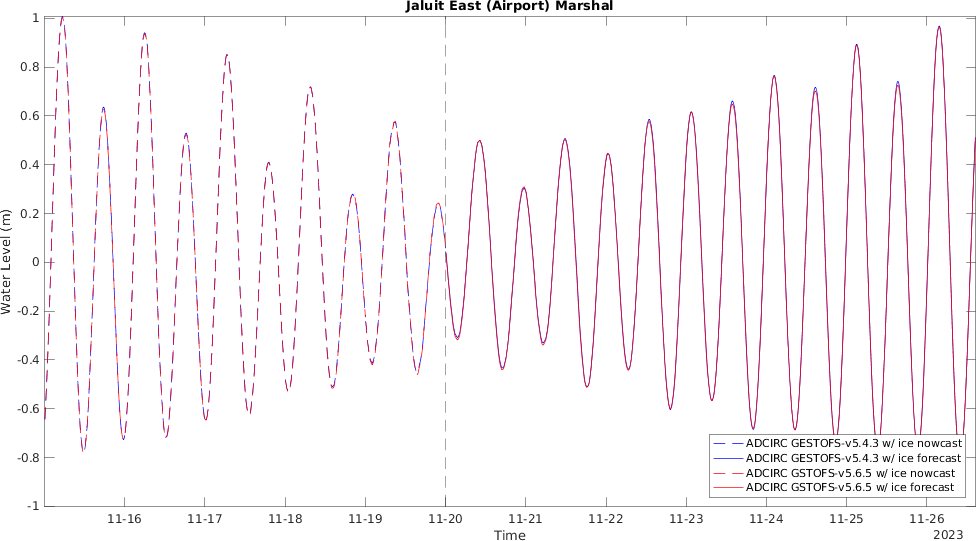 Jaluit East (Airport) Marshal
1
0.8
0.6
0.4
0.2
0
-0.2
-0.4
-0.6
-0.8
-1
Water Level (m)
ADCIRC GESTOFS-v5.4.3 w/ ice nowcast
ADCIRC GESTOFS-v5.4.3 w/ ice forecast
ADCIRC GSTOFS-v5.6.5 w/ ice nowcast
ADCIRC GSTOFS-v5.6.5 w/ ice forecast
11-16 11-17 11-18 11-19 11-20 11-21 11-22 11-23 11-24 11-25 11-26
Time
2023